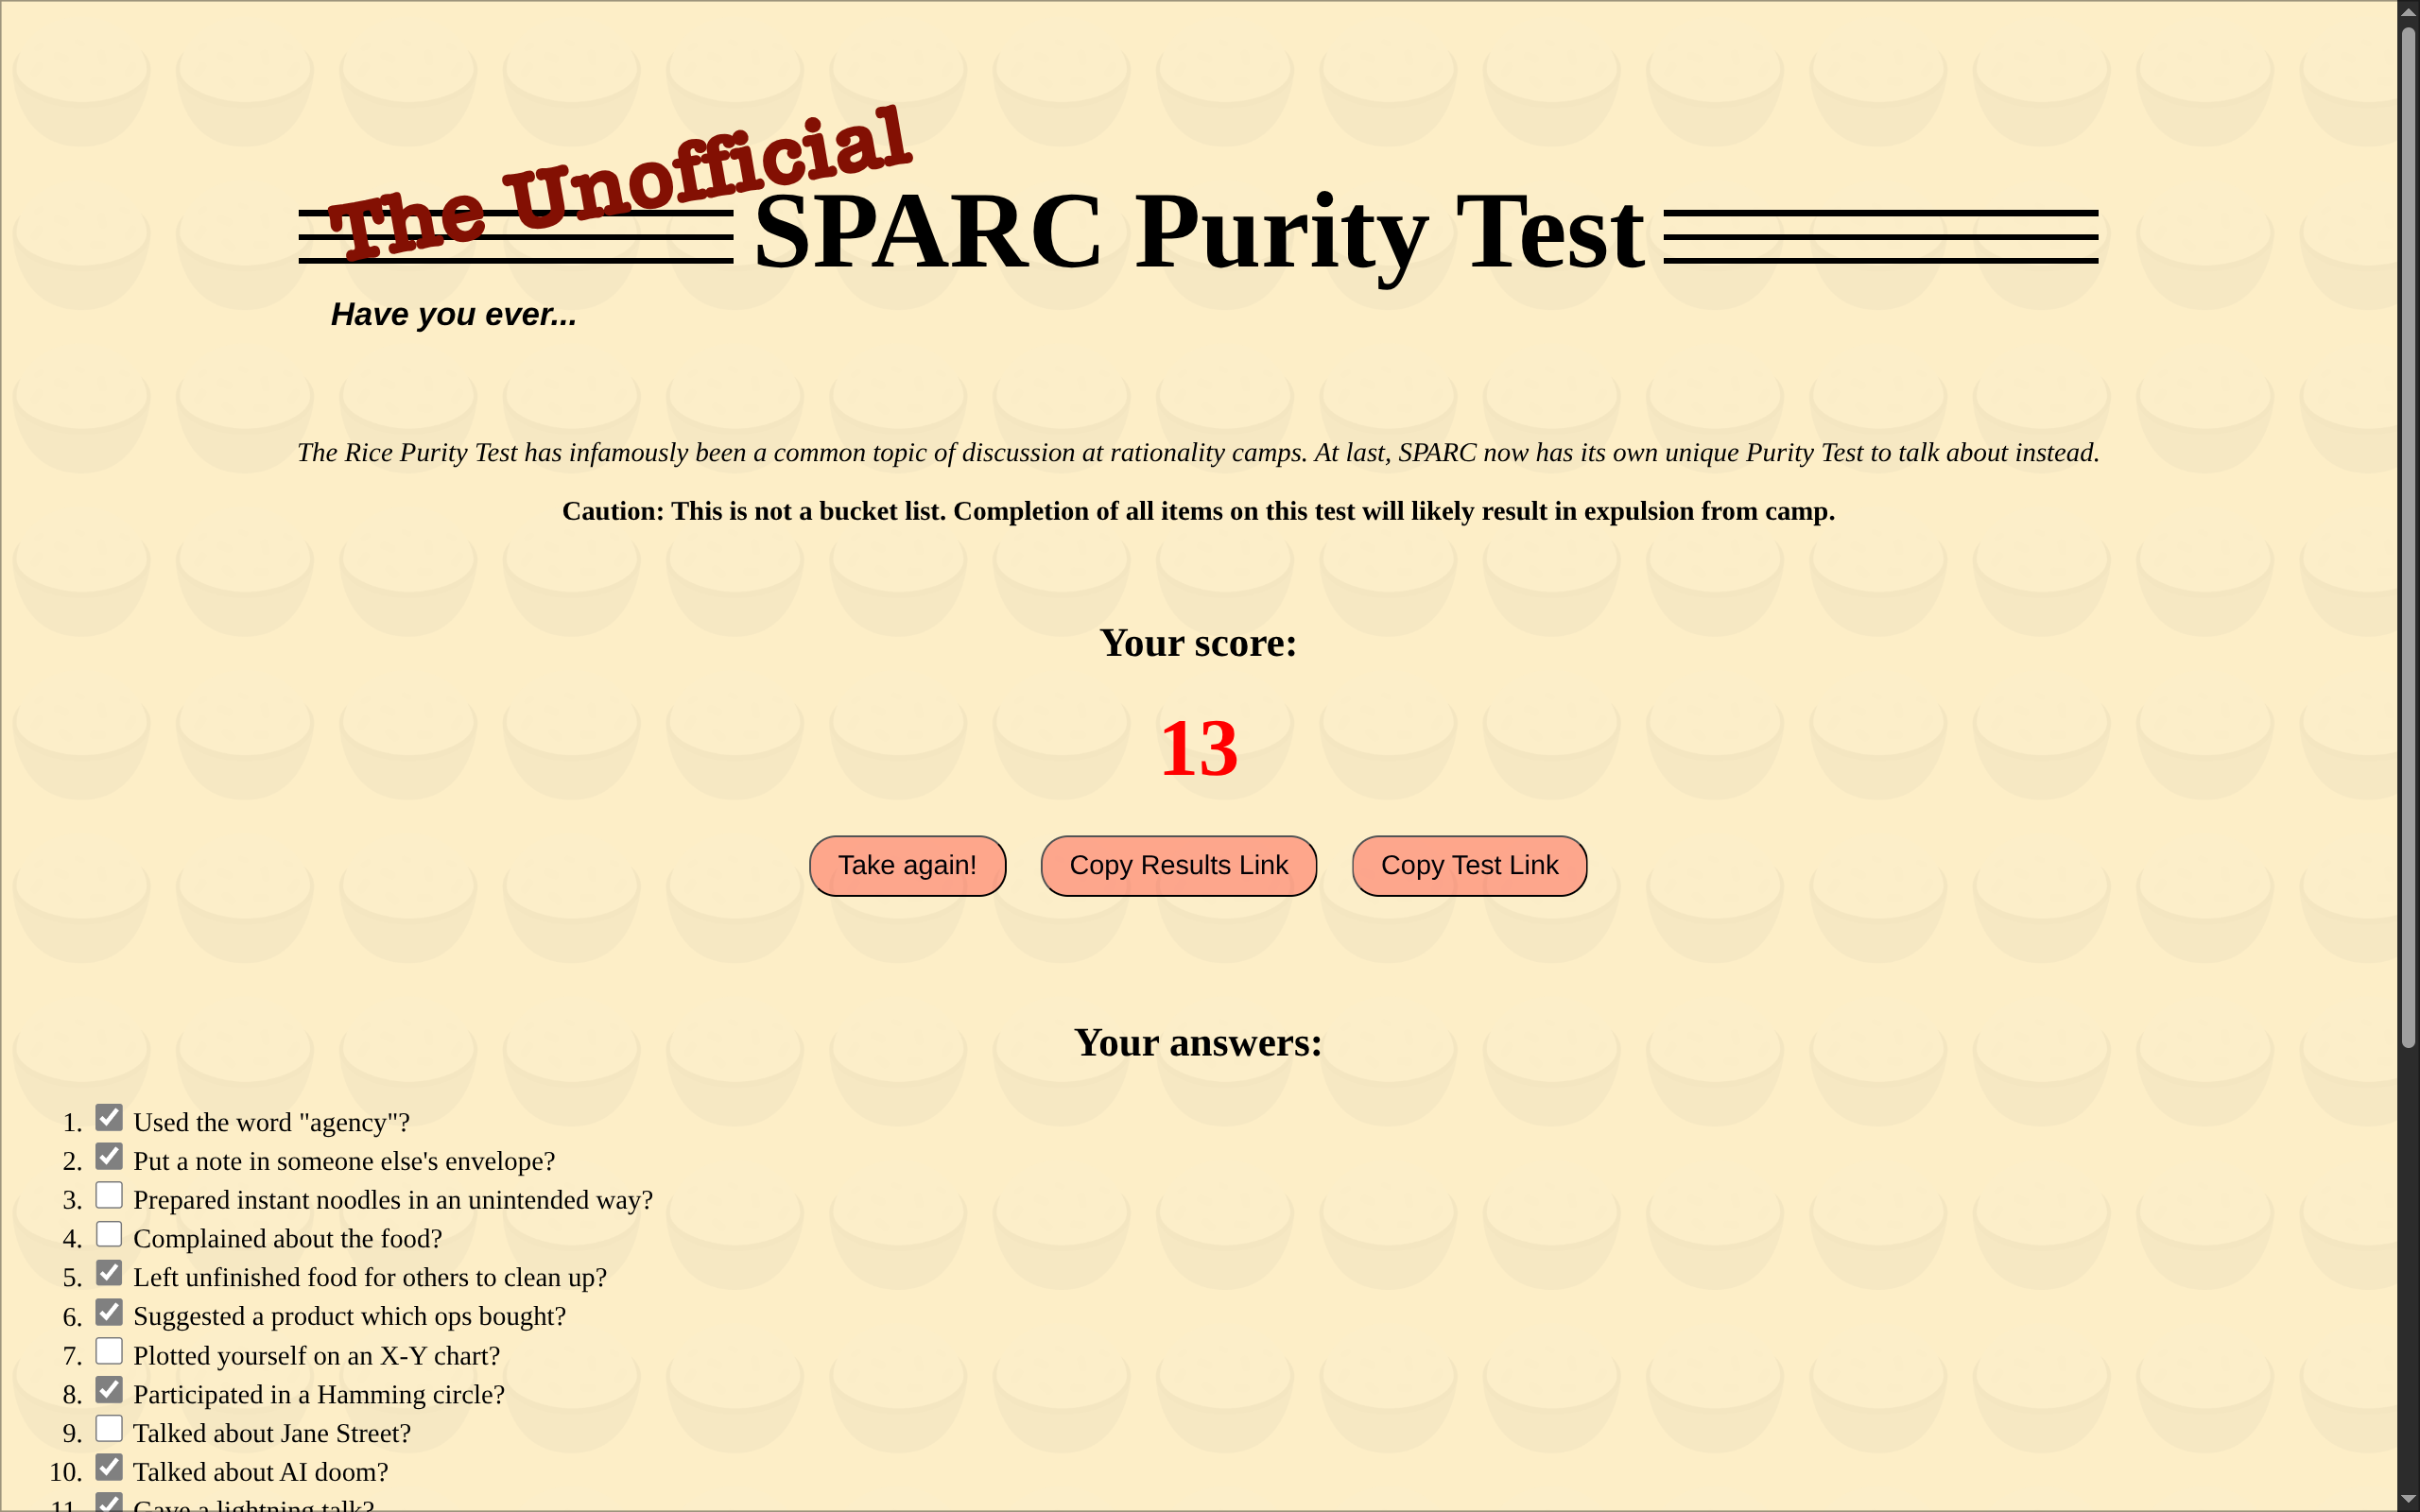 The Unofficial
SPARC Purity Test
Have you ever...
The Rice Purity Test has infamously been a common topic of discussion at rationality camps. At last, SPARC now has its own unique Purity Test to talk about instead.
Caution: This is not a bucket list. Completion of all items on this test will likely result in expulsion from camp.
Your score:
13
Take again! Copy Results Link Copy Test Link
Your answers:
1. Used the word "agency"?
2. Put a note in someone else's envelope?
3. Prepared instant noodles in an unintended way?
4. Complained about the food?
5. Left unfinished food for others to clean up?
6. Suggested a product which ops bought?
7. Plotted yourself on an X-Y chart?
8. Participated in a Hamming circle?
9. Talked about Jane Street?
10. Talked about AI doom?
11. Gave a lightning talk?